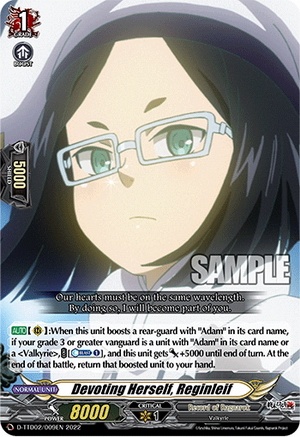 1
GRADE
BOOST
5000
SHIELD
SAMPLE
Our hearts must be on the same wavelength.
By doing so, I will become part of you.
AUTO [ ]:When this unit boosts a rear-guard with "Adam" in its card name,
if your grade 3 or greater vanguard is a unit with "Adam" in its card name or
a <Valkyrie>, [ ], and this unit gets +5000 until end of turn. At the
end of that battle, return that boosted unit to your hand.
NORMAL UNIT
Devoting Herself, Reginleif
POWER 8000
CRITICAL 1
Record of Ragnarok
Valkyrie
D-TTD02/009EN 2022